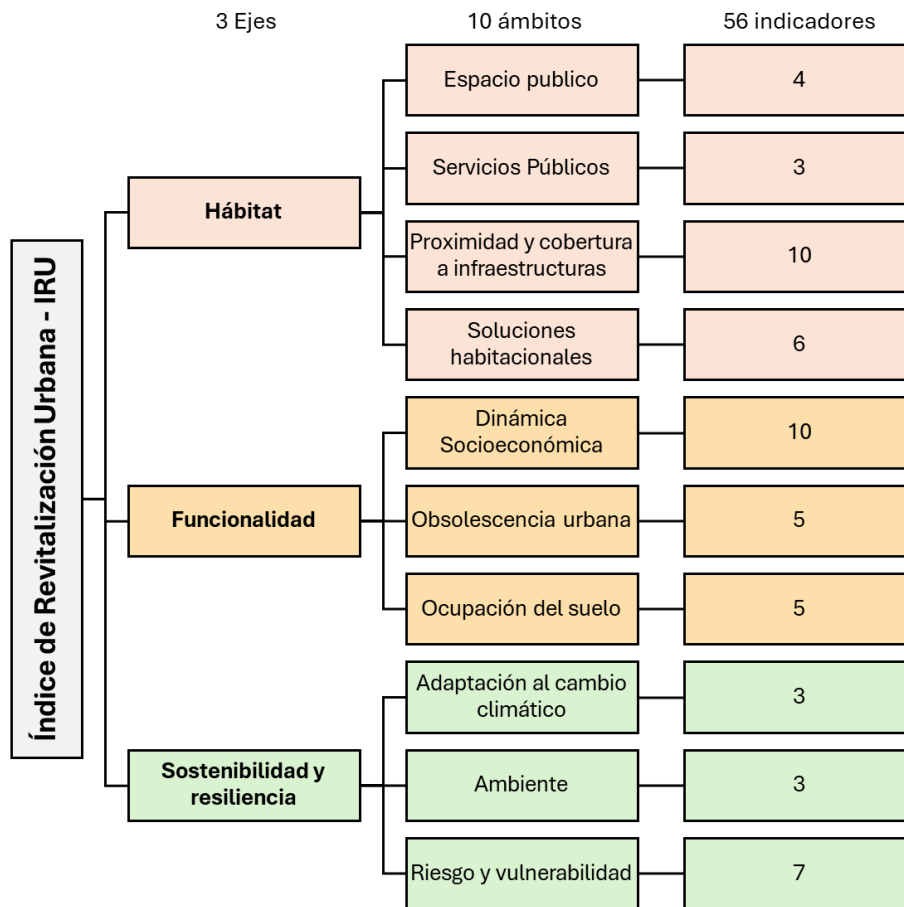 3 Ejes
10 ámbitos
56 indicadores
Índice de Revitalización Urbana - IRU
Hábitat
Espacio publico
4
Servicios Públicos
3
Proximidad y cobertura
a infraestructuras
10
Soluciones
habitacionales
6
Funcionalidad
Dinámica
Socioeconómica
10
Obsolescencia urbana
5
Ocupación del suelo
5
Sostenibilidad y
resiliencia
Adaptación al cambio
climático
3
Ambiente
3
Riesgo y vulnerabilidad
7